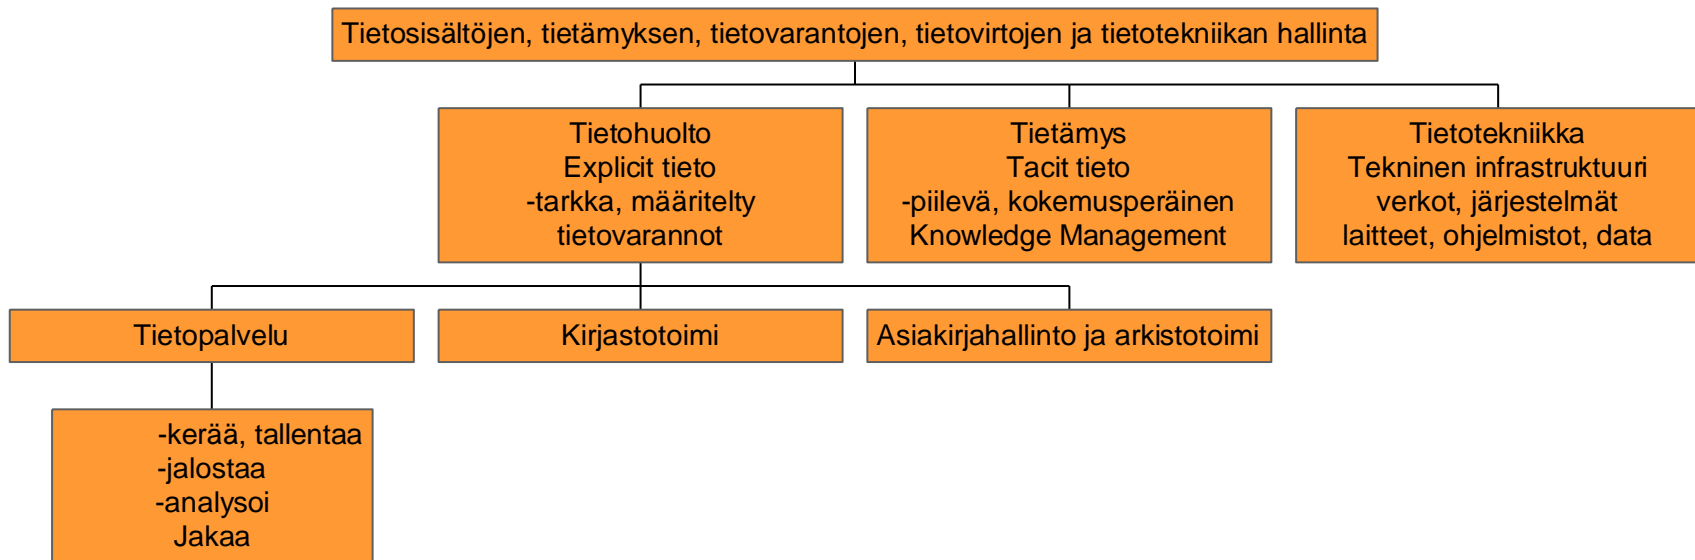 Tietosisältöjen, tietämyksen, tietovarantojen, tietovirtojen ja tietotekniikan hallinta
Tietohuolto
Explicit tieto
-tarkka, määritelty
tietovarannot
Tietämys
Tacit tieto
-piilevä, kokemusperäinen
Knowledge Management
Tietotekniikka
Tekninen infrastruktuuri
verkot, järjestelmät
laitteet, ohjelmistot, data
Tietopalvelu
Kirjastotoimi
Asiakirjahallinto ja arkistotoimi
-kerää, tallentaa
-jalostaa
-analysoi
Jakaa